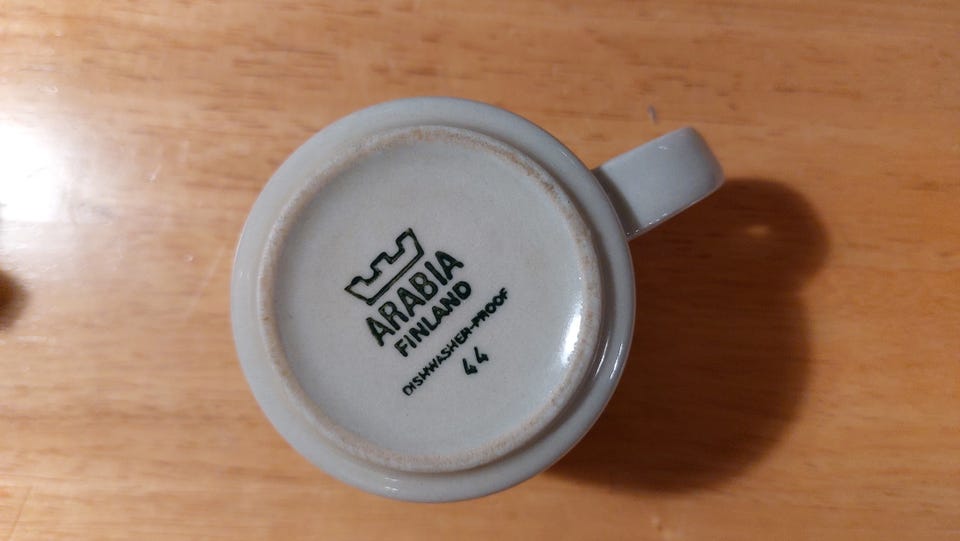 ARABIA
FINLAND
DISHWASHER-PROOF
44